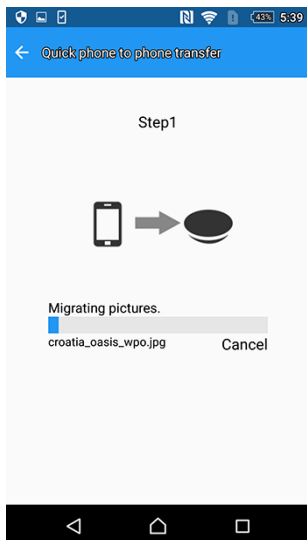 43% 5:39
Quick phone to phone transfer
Step1
Migrating pictures.
croatia_oasis_wpo.jpg
Cancel